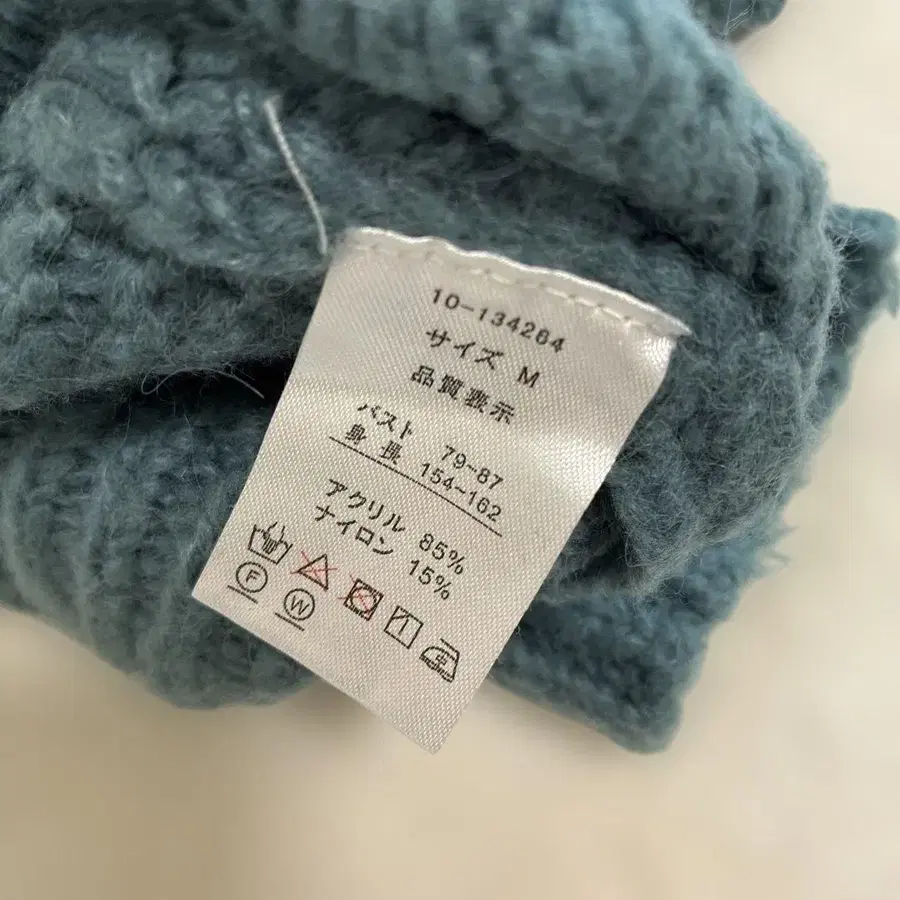 10-134264
サイズ M
品質表示
バスト 79~87
身長 154~162
アクリル 85%
ナイロン 15%
F
W